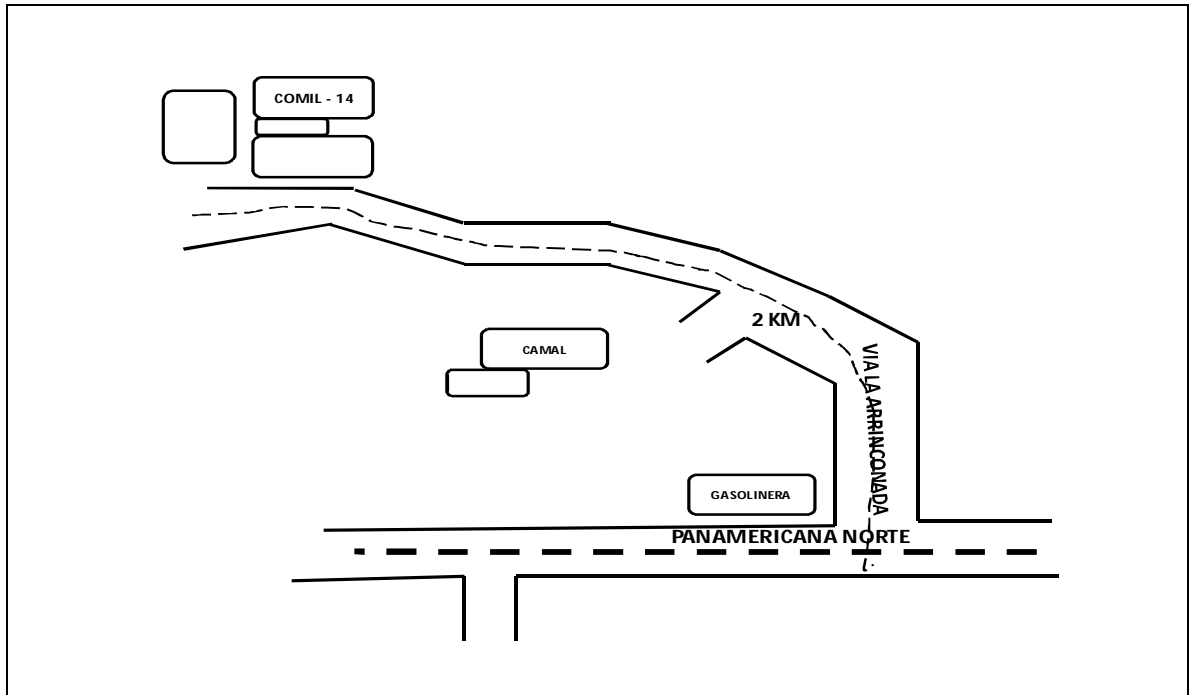 COMIL - 14
2 KM
VIA LA ARRINCONADA
CAMAL
GASOLINERA
PANAMERICANA NORTE